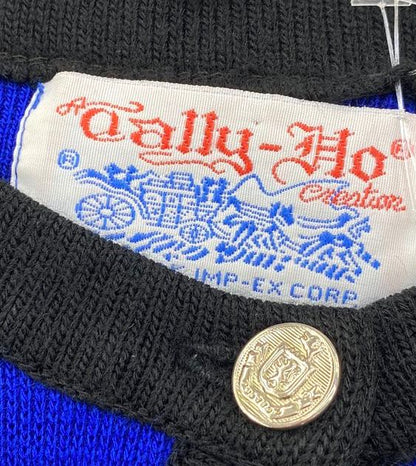 A
Tally-Ho®
Creation
®
IMP-EX CORP